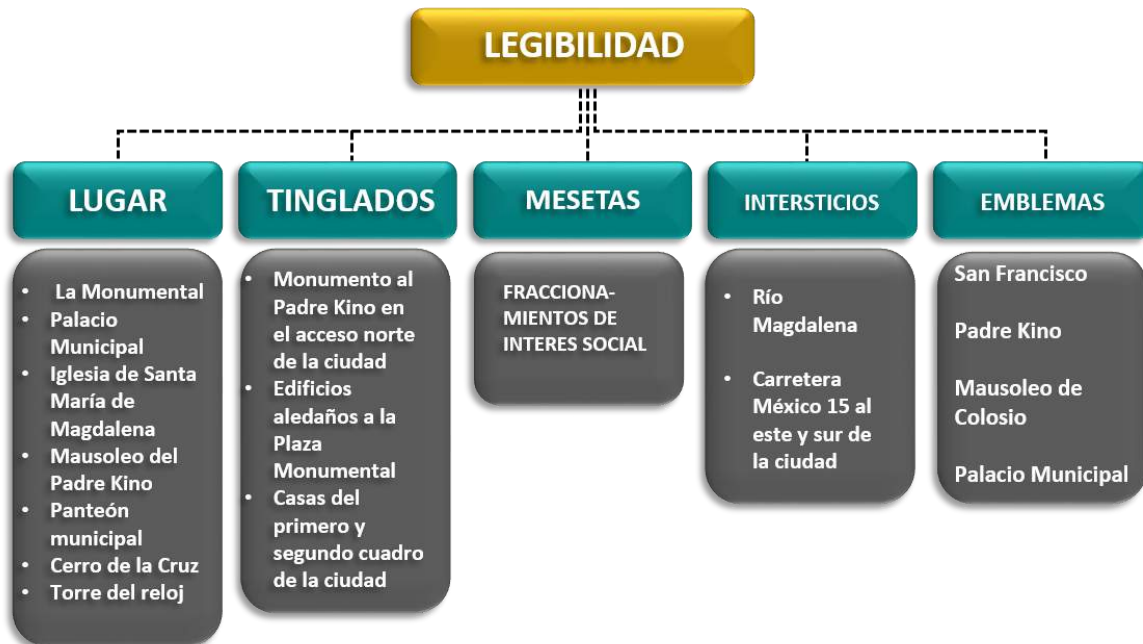 LEGIBILIDAD
LUGAR
• La Monumental
• Palacio
Municipal
• Iglesia de Santa
María de
Magdalena
• Mausoleo del
Padre Kino
• Panteón
municipal
• Cerro de la Cruz
• Torre del reloj
TINGLADOS
• Monumento al
Padre Kino en
el acceso norte
de la ciudad
• Edificios
aledaños a la
Plaza
Monumental
• Casas del
primero y
segundo cuadro
de la ciudad
MESETAS
FRACCIONA-
MIENTOS DE
INTERES SOCIAL
INTERSTICIOS
• Río
Magdalena
• Carretera
México 15 al
este y sur de
la ciudad
EMBLEMAS
San Francisco
Padre Kino
Mausoleo de
Colosio
Palacio Municipal